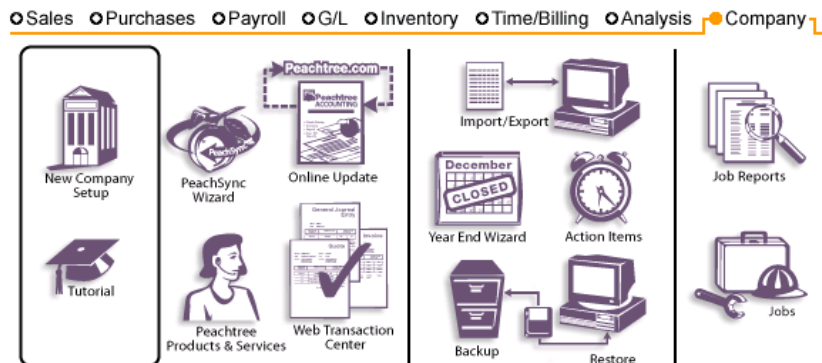 Sales Purchases Payroll G/L Inventory Time/Billing Analysis Company
Peachtree.com
Peachtree
ACCOUNTING
New Company
Setup
PeachSync
PeachSync
Wizard
Online Update
Import/Export
December
CLOSED
Year End Wizard
Action Items
Job Reports
Tutorial
Peachtree
Products & Services
General Journal
Entry
Invoice
Quote
Web Transaction
Center
Backup
Restore
Jobs